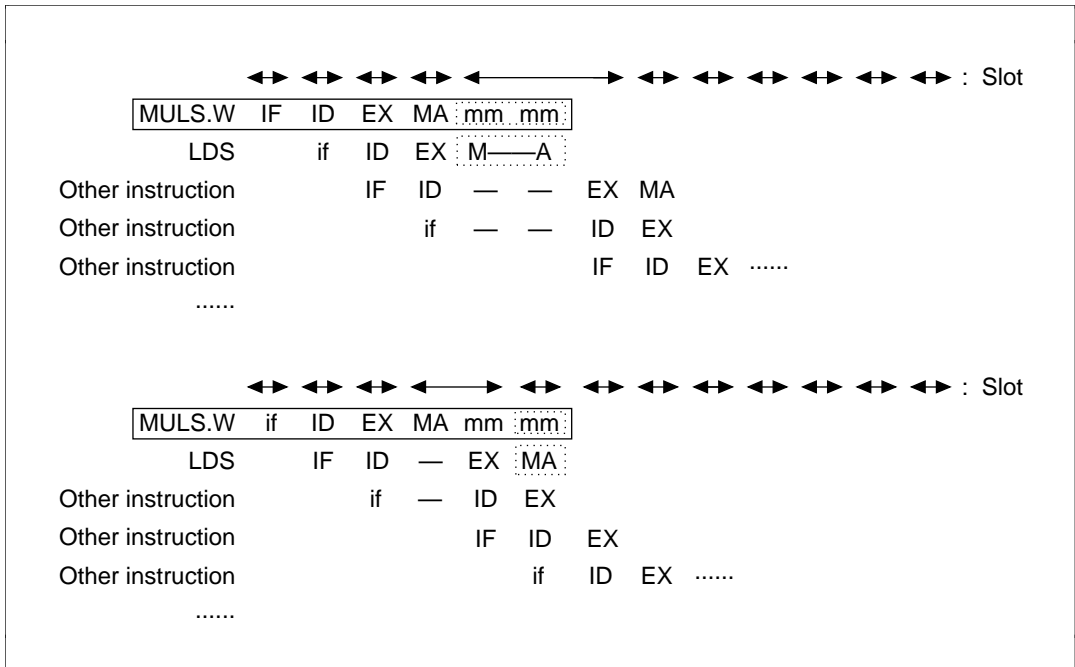 : Slot
MULS.W IF ID EX MA mm mm
LDS if ID EX M——A
Other instruction IF ID — — EX MA
Other instruction if — — ID EX
Other instruction IF ID EX ······
······
: Slot
MULS.W if ID EX MA mm mm
LDS IF ID — EX MA
Other instruction if — ID EX
Other instruction IF ID EX
Other instruction if ID EX ······
······